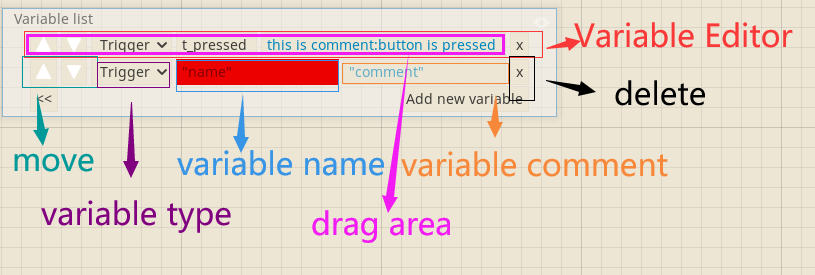 Variable list
Trigger t_pressed this is comment:button is pressed x
Variable Editor
Trigger "name" "comment" x
<< Add new variable
delete
move variable name variable comment
variable type
drag area